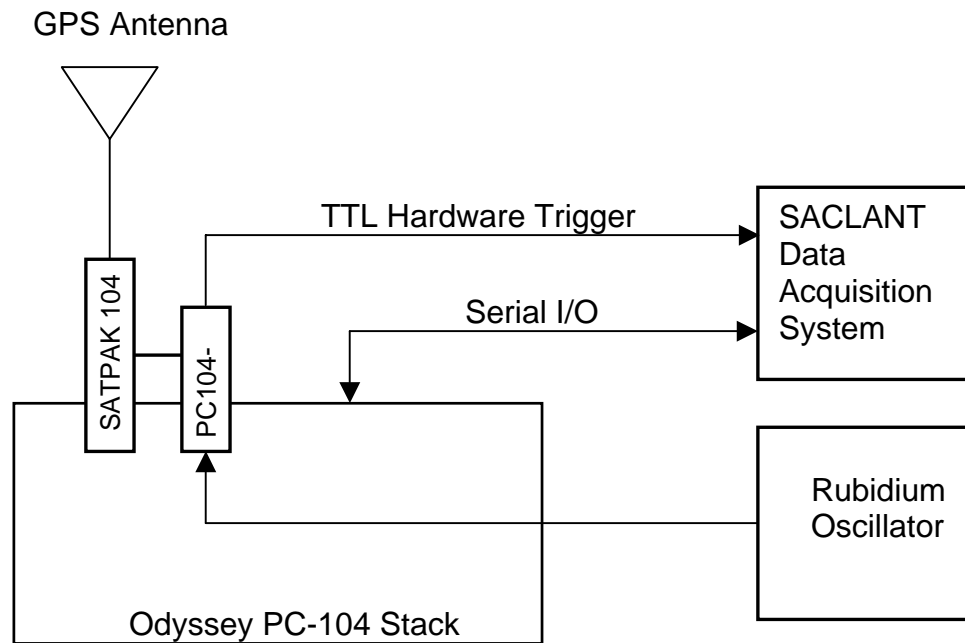 GPS Antenna
TTL Hardware Trigger
SACLANT
Data
Acquisition
System
Serial I/O
SATPAK 104
PC104-
Rubidium
Oscillator
Odyssey PC-104 Stack